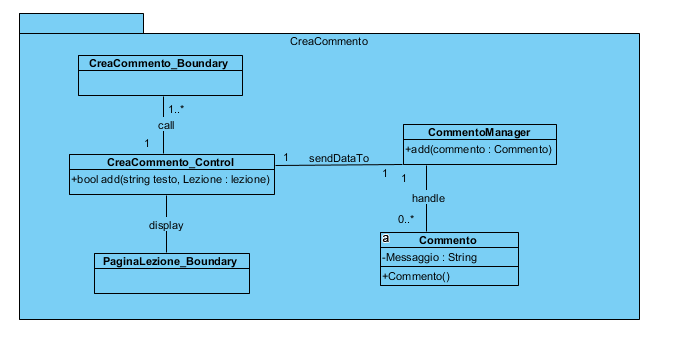 CreaCommento
CreaCommento_Boundary
1..*
call
1
CreaCommento_Control
+bool add(string testo, Lezione : lezione)
1
sendDataTo
1
CommentoManager
+add(commento : Commento)
1
handle
0..*
display
PaginaLezione_Boundary
a
Commento
-Messaggio : String
+Commento()